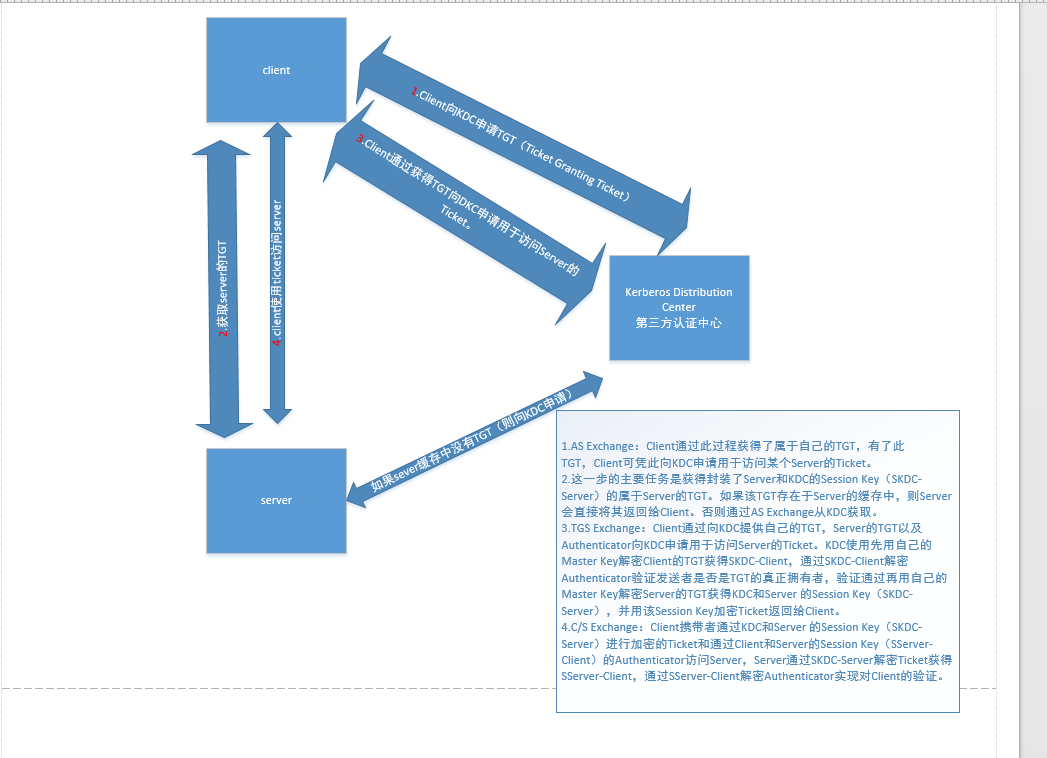 client
1.Client向KDC申请TGT（Ticket Granting Ticket）
3.Client通过获得TGT向DKC申请用于访问Server的
Ticket。
2.获取server的TGT
4.client使用ticket访问server
Kerberos Distribution
Center
第三方认证中心
如果sever缓存中没有TGT（则向KDC申请）
server
1.AS Exchange：Client通过此过程获得了属于自己的TGT，有了此
TGT，Client可凭此向KDC申请用于访问某个Server的Ticket。
2.这一步的主要任务是获得封装了Server和KDC的Session Key（SKDC-
Server）的属于Server的TGT。如果该TGT存在于Server的缓存中，则Server
会直接将其返回给Client。否则通过AS Exchange从KDC获取。
3.TGS Exchange：Client通过向KDC提供自己的TGT，Server的TGT以及
Authenticator向KDC申请用于访问Server的Ticket。KDC使用先用自己的
Master Key解密Client的TGT获得SKDC-Client，通过SKDC-Client解密
Authenticator验证发送者是否是TGT的真正拥有者，验证通过再用自己的
Master Key解密Server的TGT获得KDC和Server 的Session Key（SKDC-
Server），并用该Session Key加密Ticket返回给Client。
4.C/S Exchange：Client携带者通过KDC和Server 的Session Key（SKDC-
Server）进行加密的Ticket和通过Client和Server的Session Key（SServer-
Client）的Authenticator访问Server，Server通过SKDC-Server解密Ticket获得
SServer-Client，通过SServer-Client解密Authenticator实现对Client的验证。